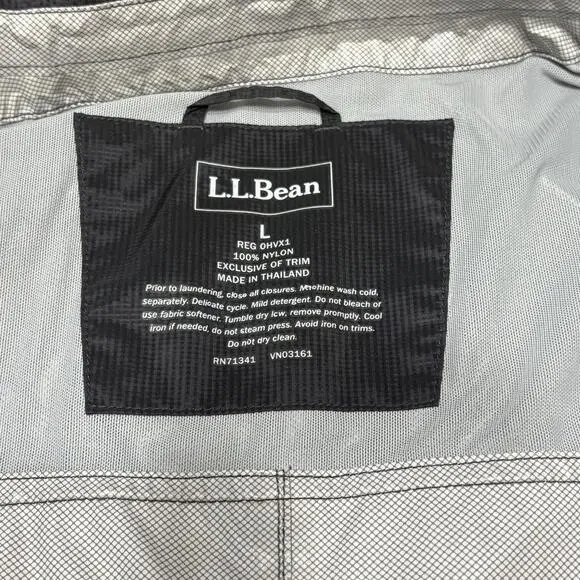 L.L.Bean
L
REG OHVX1
100% NYLON
EXCLUSIVE OF TRIM
MADE IN THAILAND
Prior to laundering, close all closures. Machine wash cold,
separately. Delicate cycle. Mild detergent. Do not bleach or
use fabric softener. Tumble dry low, remove promptly. Cool
iron if needed, do not steam press. Avoid iron on trims.
Do not dry clean.
RN71341 VN03161